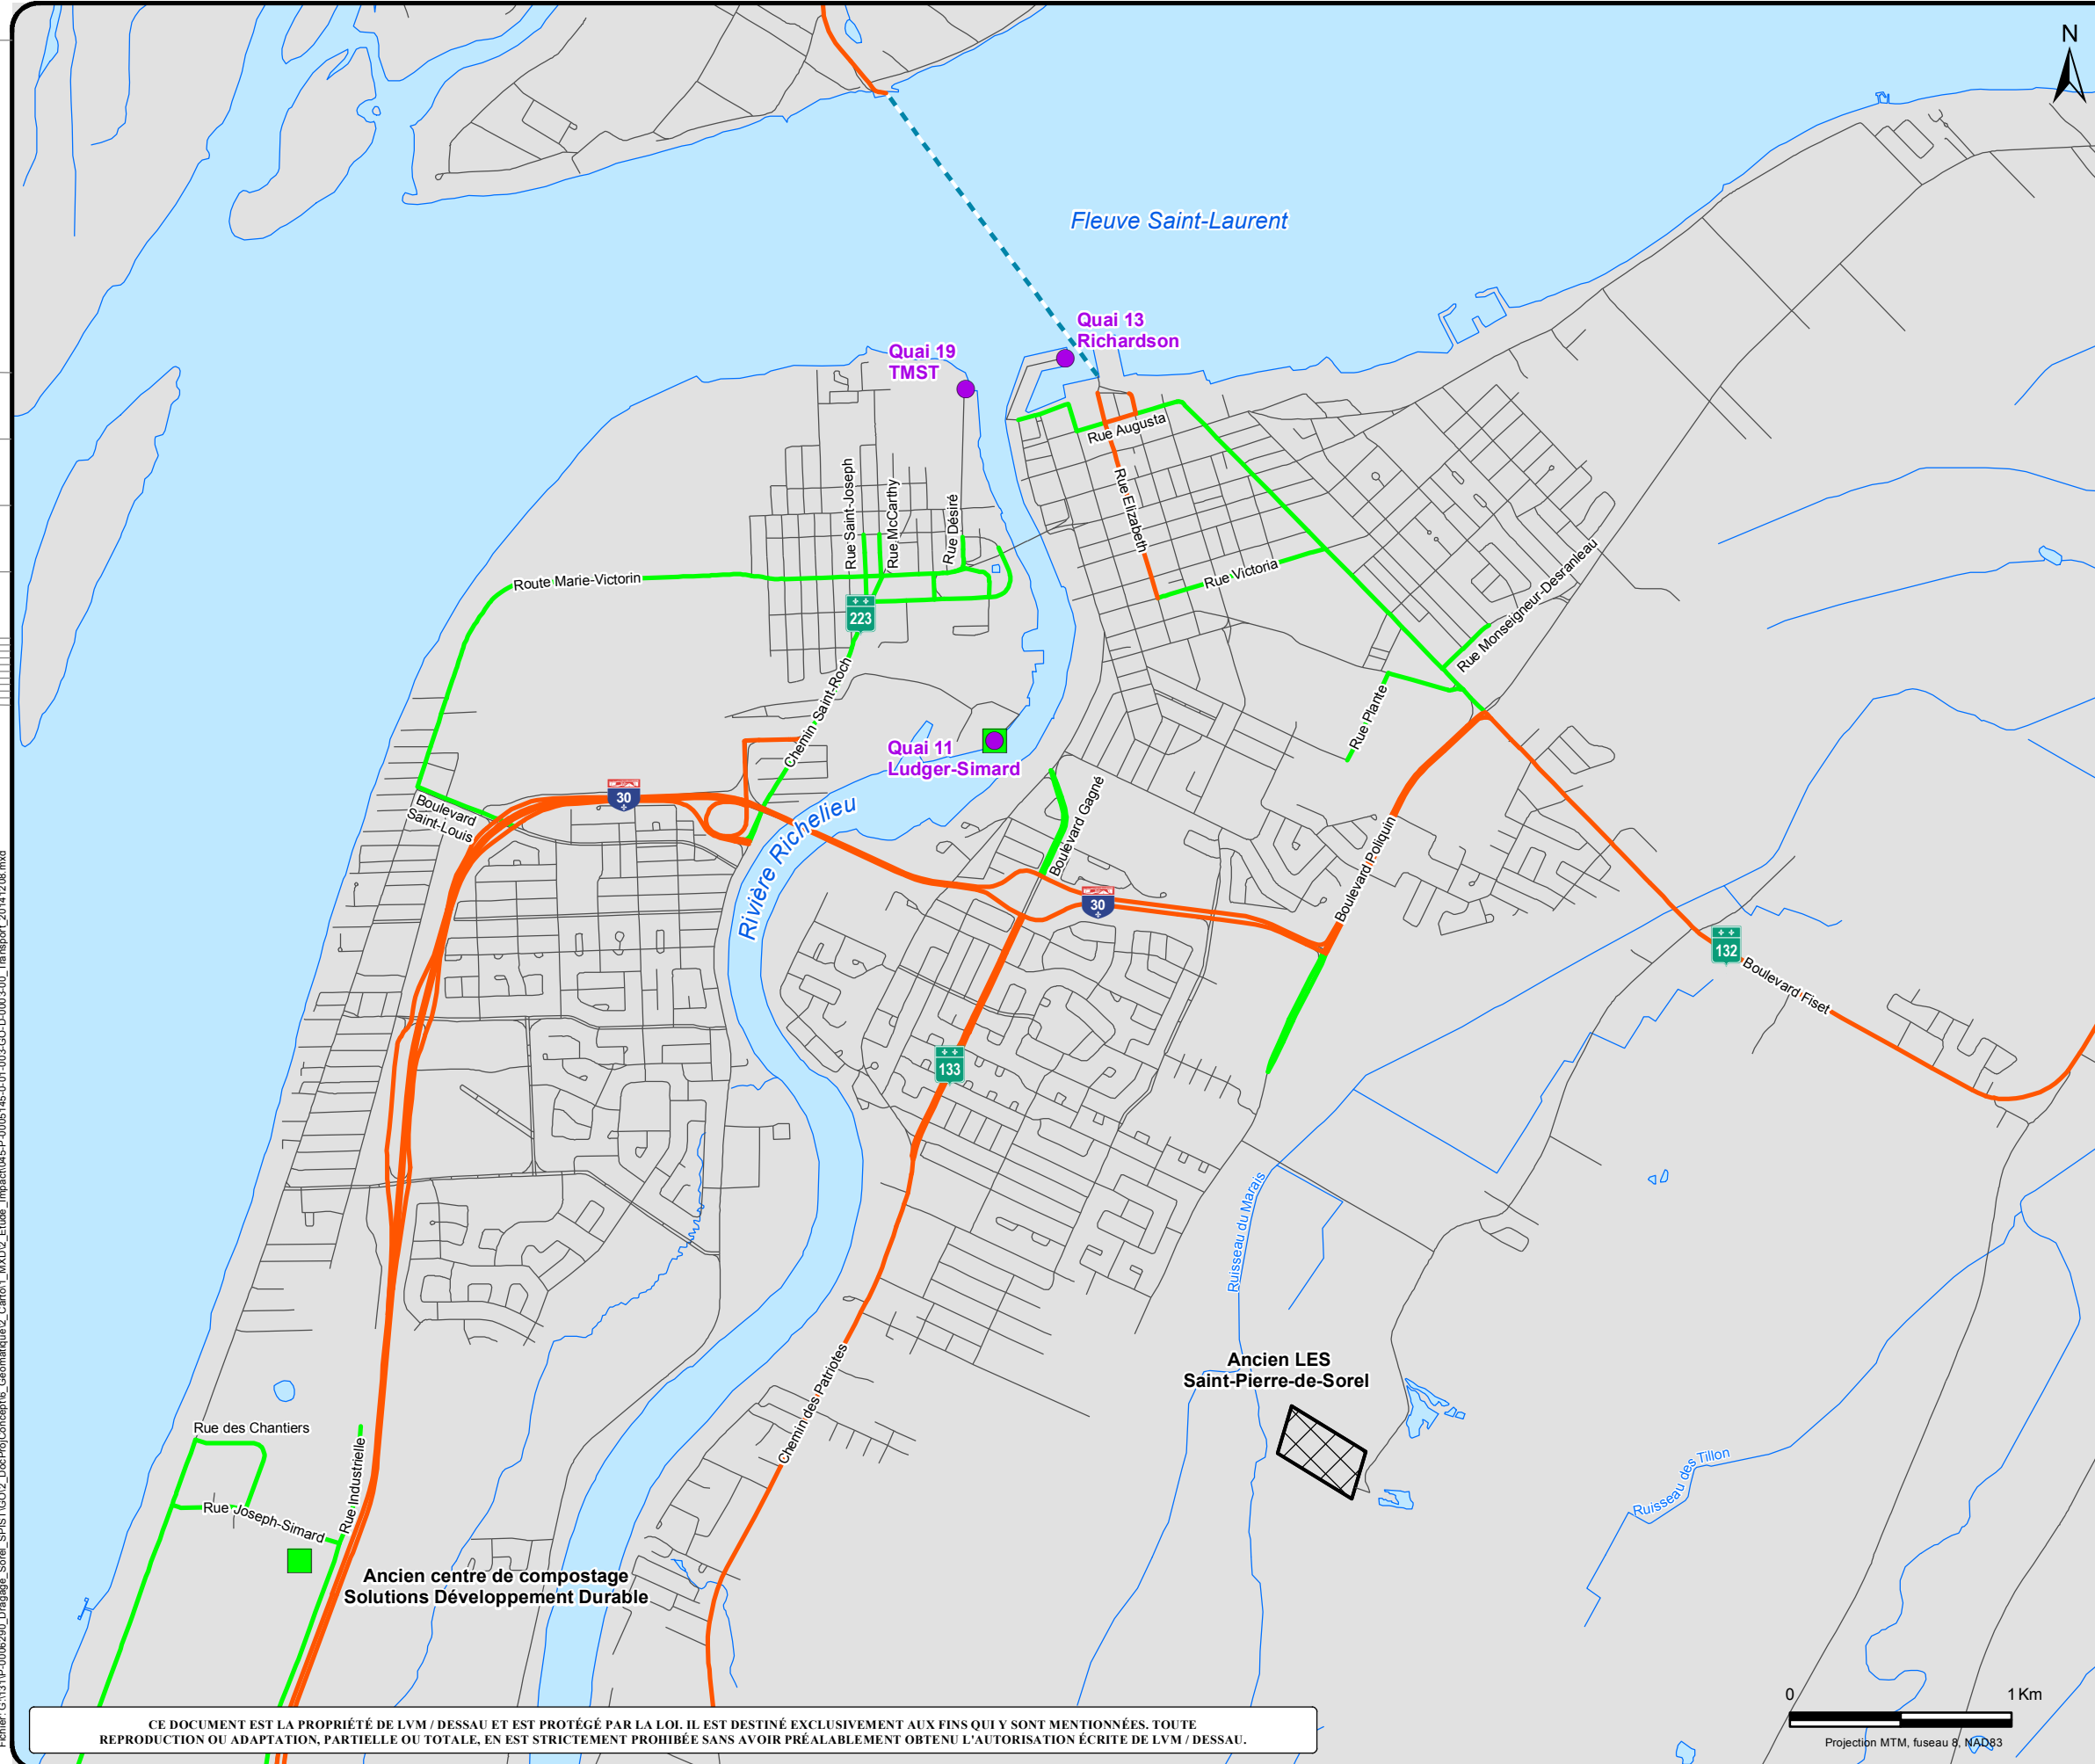 N
Fleuve Saint-Laurent
Quai 13
Richardson
Quai 19
TMST
Rue Augusta
Rue Saint-Joseph
Rue McCarthy
Rue Désiré
Rue Elizabeth
Route Marie-Victorin
Rue Victoria
223
Rue Monseigneur-Desranleau
Chemin Saint-Roch
Rue Plante
Quai 11
Ludger-Simard
30
Boulevard
Saint-Louis
Rivière Richelieu
Boulevard Gagné
30
Boulevard Poliquin
132
Boulevard Fiset
133
Ruisseau du Marais
Ancien LES
Saint-Pierre-de-Sorel
Chemin des Patriotes
Rue des Chantiers
Rue Industrielle
Rue Joseph-Simard
Ruisseau des Tillon
Ancien centre de compostage
Solutions Développement Durable
0 1 Km
Projection MTM, fuseau 8, NAD83
CE DOCUMENT EST LA PROPRIÉTÉ DE LVM / DESSAU ET EST PROTÉGÉ PAR LA LOI. IL EST DESTINÉ EXCLUSIVEMENT AUX FINS QUI Y SONT MENTIONNÉES. TOUTE
REPRODUCTION OU ADAPTATION, PARTIELLE OU TOTALE, EN EST STRICTEMENT PROHIBÉE SANS AVOIR PRÉALABLEMENT OBTENU L'AUTORISATION ÉCRITE DE LVM / DESSAU.